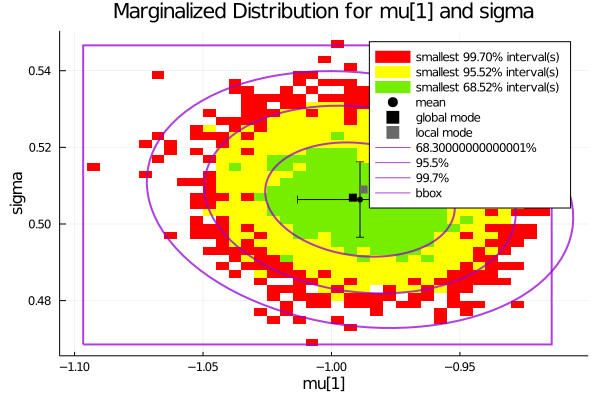 Marginalized Distribution for mu[1] and sigma
smallest 99.70% interval(s)
smallest 95.52% interval(s)
smallest 68.52% interval(s)
mean
global mode
local mode
68.30000000000001%
95.5%
99.7%
bbox
sigma
0.54
0.52
0.50
0.48
−1.10
−1.05
−1.00
−0.95
mu[1]